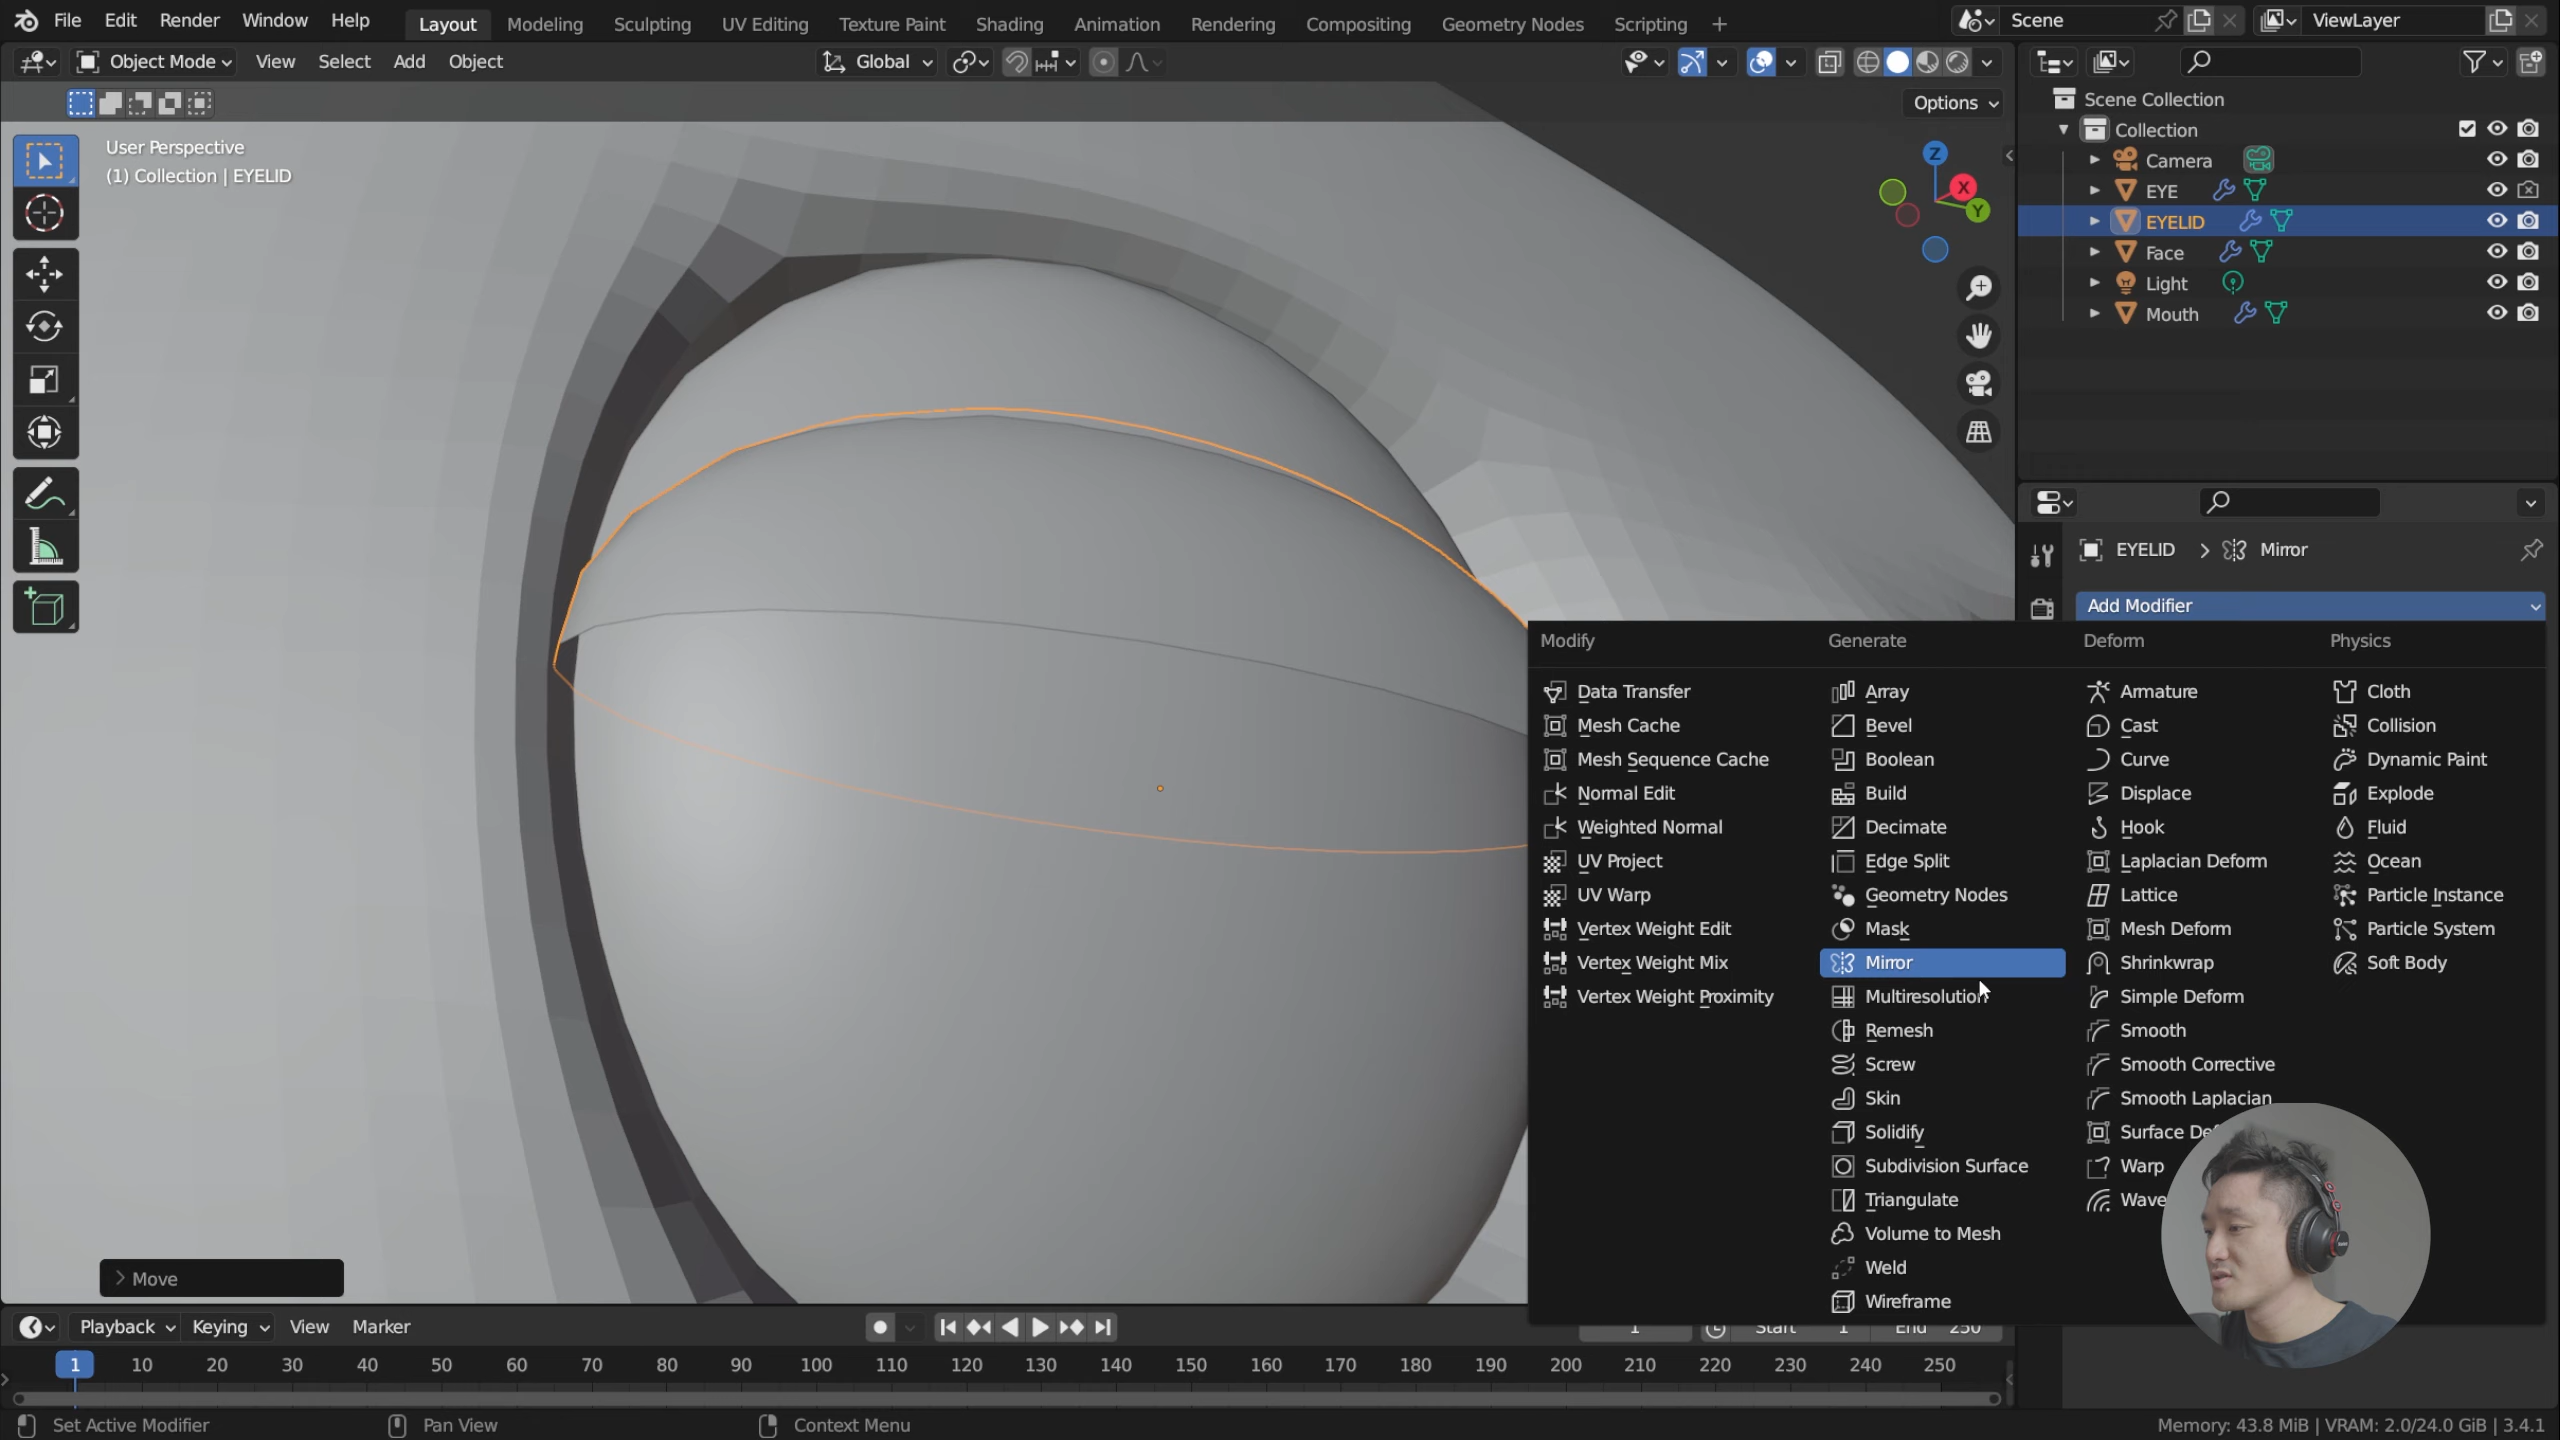 File Edit Render Window Help Layout Modeling Sculpting UV Editing Texture Paint Shading Animation Rendering Compositing Geometry Nodes Scripting + Scene ViewLayer
Object Mode View Select Add Object Global
Options
User Perspective
(1) Collection | EYELID
Z
X
Y
Scene Collection
Collection
Camera
EYE
EYELID
Face
Light
Mouth
EYELID > Mirror
Add Modifier
Modify Generate Deform Physics
Data Transfer Array Armature Cloth
Mesh Cache Bevel Cast Collision
Mesh Sequence Cache Boolean Curve Dynamic Paint
Normal Edit Build Displace Explode
Weighted Normal Decimate Hook Fluid
UV Project Edge Split Laplacian Deform Ocean
UV Warp Geometry Nodes Lattice Particle Instance
Vertex Weight Edit Mask Mesh Deform Particle System
Vertex Weight Mix Mirror Shrinkwrap Soft Body
Vertex Weight Proximity Multiresolution Simple Deform
Remesh Smooth
Screw Smooth Corrective
Skin Smooth Laplacian
Solidify Surface
Subdivision Surface Warp
Triangulate Wave
Volume to Mesh
Weld
Wireframe
> Move
Playback Keying View Marker 1 Start 1 End 250
1 10 20 30 40 50 60 70 80 90 100 110 120 130 140 150 160 170 180 190 200 210 220 230 240 250
Set Active Modifier Pan View Context Menu Memory: 43.8 MiB | VRAM: 2.0/24.0 GiB | 3.4.1